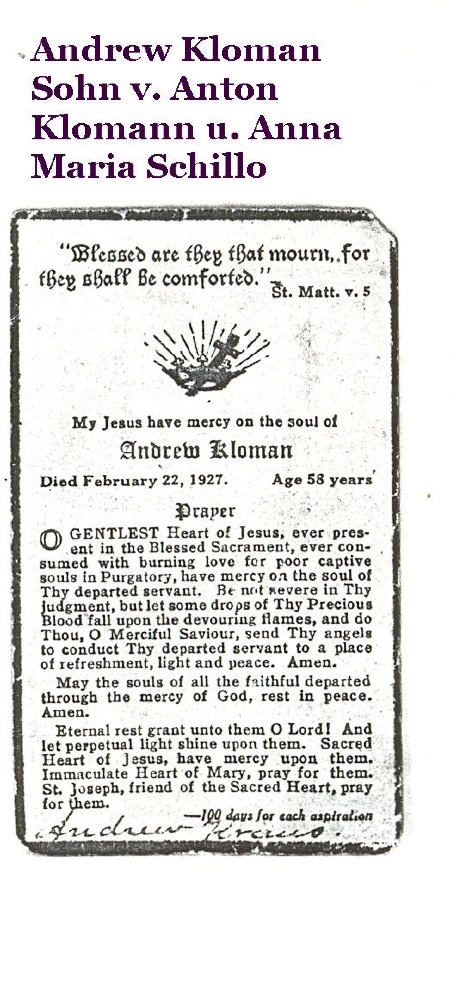 Andrew Kloman
Sohn v. Anton
Klomann u. Anna
Maria Schillo
"Blessed are they that mourn, for
they shall be comforted."
St. Matt. v. 5
My Jesus have mercy on the soul of
Andrew Kloman
Died February 22, 1927. Age 58 years
Prayer
O GENTLEST Heart of Jesus, ever pres-
ent in the Blessed Sacrament, ever con-
sumed with burning love for poor captive
souls in Purgatory, have mercy on the soul of
Thy departed servant. Be not severe in Thy
judgment, but let some drops of Thy Precious
Blood fall upon the devouring flames, and do
Thou, O Merciful Saviour, send Thy angels
to conduct Thy departed servant to a place
of refreshment, light and peace. Amen.
May the souls of all the faithful departed
through the mercy of God, rest in peace.
Amen.
Eternal rest grant unto them O Lord! And
let perpetual light shine upon them. Sacred
Heart of Jesus, have mercy upon them.
Immaculate Heart of Mary, pray for them.
St. Joseph, friend of the Sacred Heart, pray
for them.
—100 days for each aspiration
Andrew